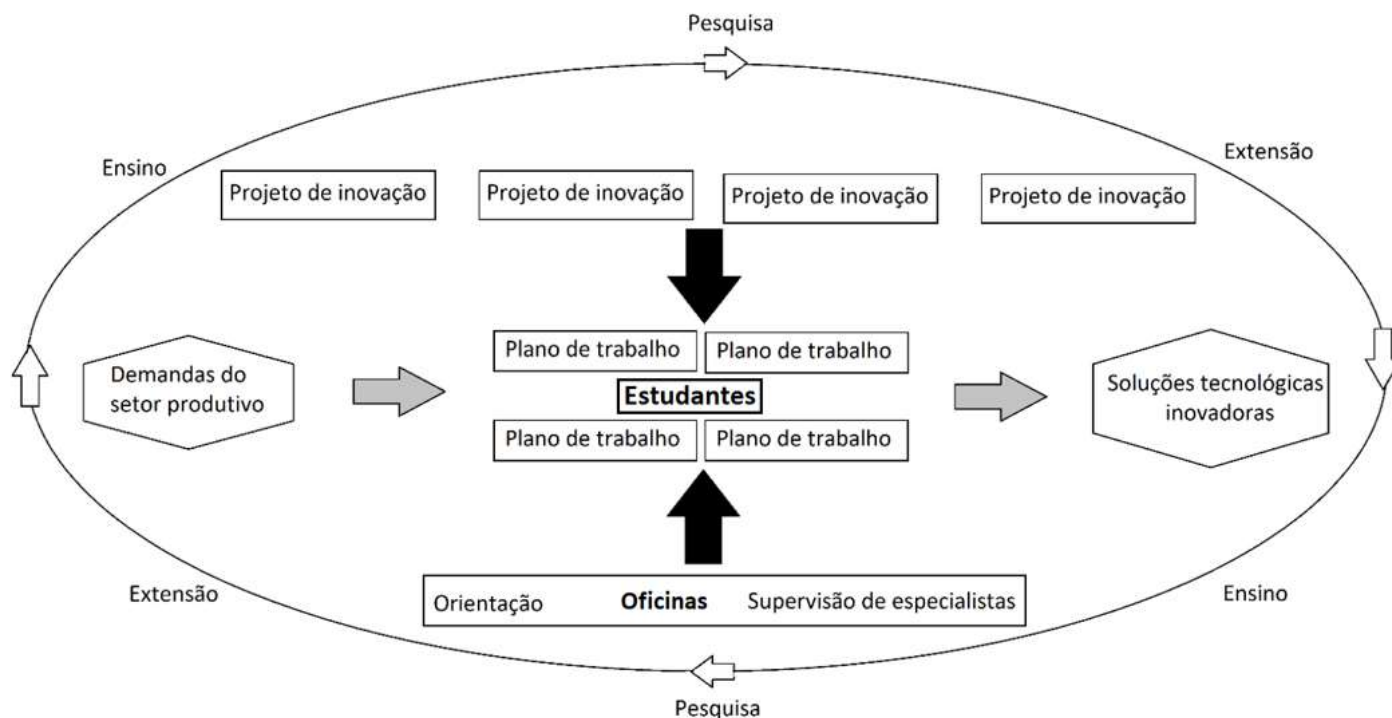 Pesquisa
Ensino
Extensão
Projeto de inovação
Projeto de inovação
Projeto de inovação
Projeto de inovação
Plano de trabalho
Plano de trabalho
Demandas do
setor produtivo
Estudantes
Soluções tecnológicas
inovadoras
Plano de trabalho
Plano de trabalho
Extensão
Ensino
Orientação
Oficinas
Supervisão de especialistas
Pesquisa